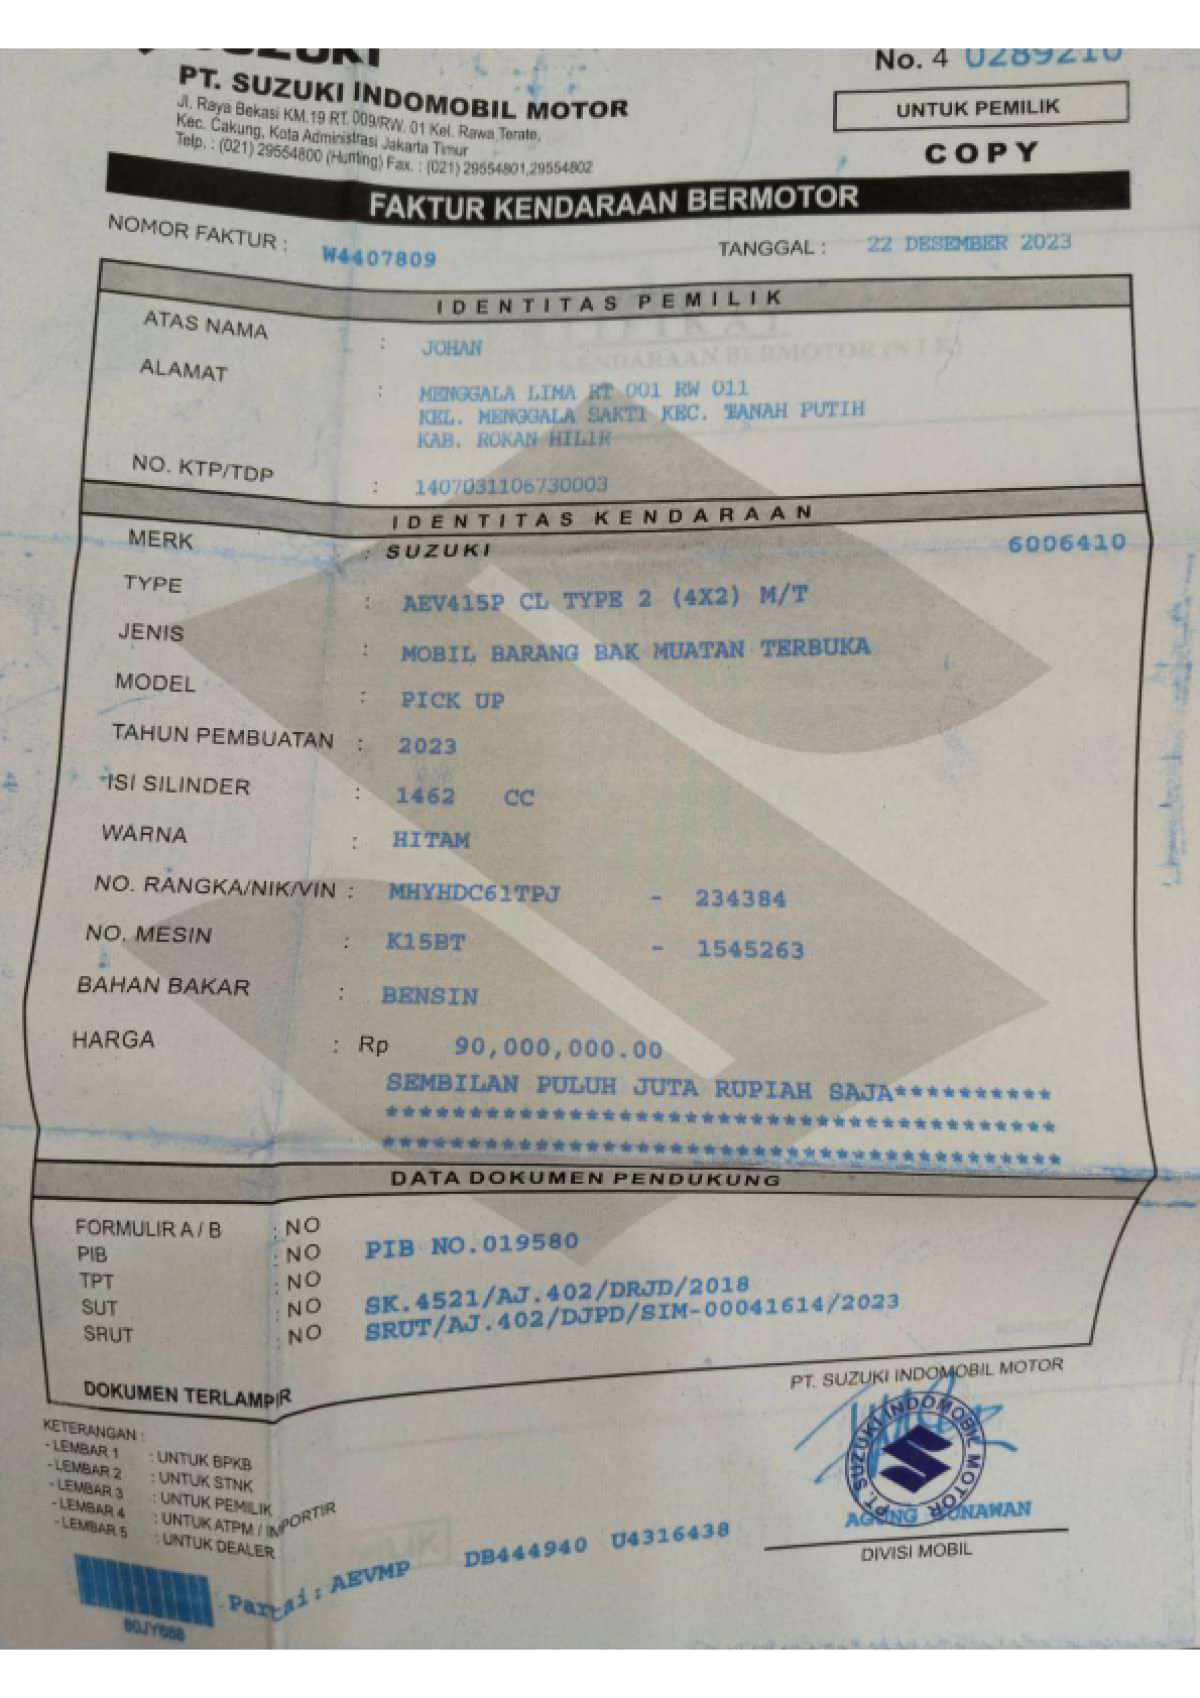 SUZUKI
PT. SUZUKI INDOMOBIL MOTOR
Jl. Raya Bekasi KM.19 RT. 009/RW. 01 Kel. Rawa Terate,
Kec. Cakung, Kota Administrasi Jakarta Timur
Telp. : (021) 29554800 (Hunting) Fax. : (021) 29554801,29554802
No. 4 0289210
UNTUK PEMILIK
COPY
FAKTUR KENDARAAN BERMOTOR
NOMOR FAKTUR : W4407809 TANGGAL : 22 DESEMBER 2023
IDENTITAS PEMILIK
ATAS NAMA : JOHAN
ALAMAT : MENGGALA LIMA RT 001 RW 011
KEL. MENGGALA SAKTI KEC. TANAH PUTIH
KAB. ROKAN HILIR
NO. KTP/TDP : 1407031106730003
IDENTITAS KENDARAAN
MERK : SUZUKI 6006410
TYPE : AEV415P CL TYPE 2 (4X2) M/T
JENIS : MOBIL BARANG BAK MUATAN TERBUKA
MODEL : PICK UP
TAHUN PEMBUATAN : 2023
ISI SILINDER : 1462 CC
WARNA : HITAM
NO. RANGKA/NIK/VIN : MHYHDC61TPJ - 234384
NO. MESIN : K15BT - 1545263
BAHAN BAKAR : BENSIN
HARGA : Rp 90,000,000.00
SEMBILAN PULUH JUTA RUPIAH SAJA**********
*****************************************
*****************************************
DATA DOKUMEN PENDUKUNG
FORMULIR A / B : NO
PIB : NO PIB NO.019580
TPT : NO
SUT : NO SK.4521/AJ.402/DRJD/2018
SRUT : NO SRUT/AJ.402/DJPD/SIM-00041614/2023
DOKUMEN TERLAMPIR
PT. SUZUKI INDOMOBIL MOTOR
PT. SUZUKI INDOMOBIL MOTOR
AGUNG GUNAWAN
DIVISI MOBIL
KETERANGAN :
- LEMBAR 1 : UNTUK BPKB
- LEMBAR 2 : UNTUK STNK
- LEMBAR 3 : UNTUK PEMILIK
- LEMBAR 4 : UNTUK ATPM / IMPORTIR
- LEMBAR 5 : UNTUK DEALER
Partai: AEVMP DB444940 U4316438